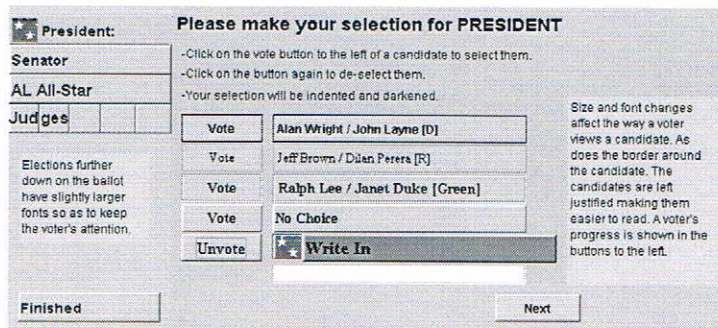 President:
Senator
AL All-Star
Judges
Elections further
down on the ballot
have slightly larger
fonts so as to keep
the voter's attention.
Finished
Please make your selection for PRESIDENT
-Click on the vote button to the left of a candidate to select them.
-Click on the button again to de-select them.
-Your selection will be indented and darkened.
Vote Alan Wright / John Layne [D]
Vote Jeff Brown / Dilan Perera [R]
Vote Ralph Lee / Janet Duke [Green]
Vote No Choice
Unvote Write In
Next
Size and font changes
affect the way a voter
views a candidate. As
does the border around
the candidate. The
candidates are left
justified making them
easier to read. A voter's
progress is shown in the
buttons to the left.